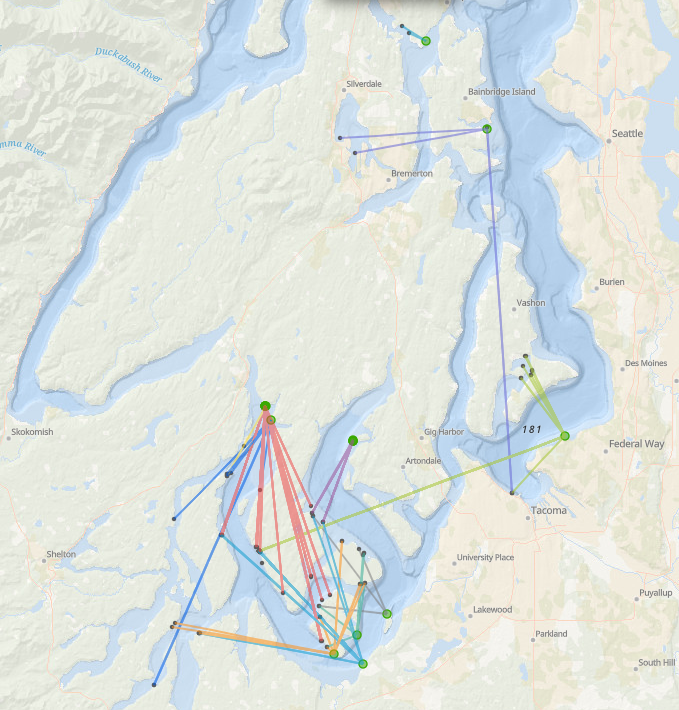 Duckabush River
Silverdale
Bainbridge Island
Seattle
mma River
Bremerton
Burien
Vashon
Des Moines
Skokomish
Gig Harbor
181
Federal Way
Artondale
Tacoma
Shelton
University Place
Puyallup
Lakewood
Parkland
South Hill